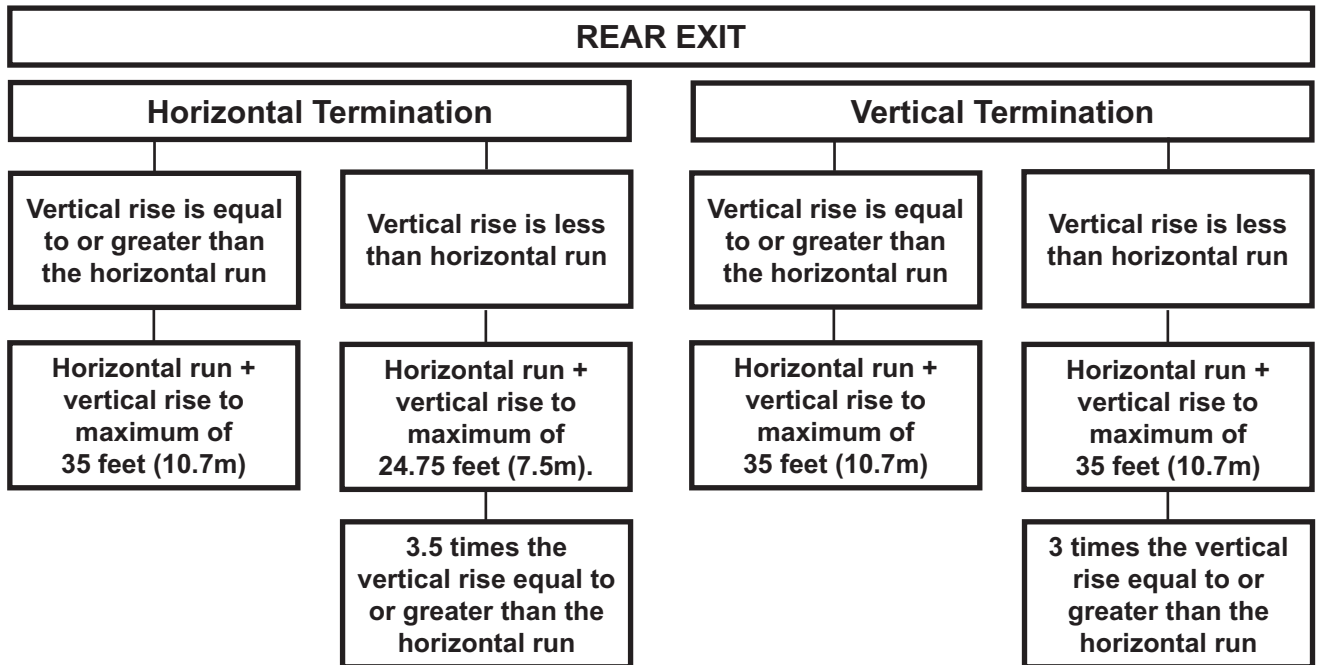 REAR EXIT
Horizontal Termination
Vertical rise is equal
to or greater than
the horizontal run
Horizontal run +
vertical rise to
maximum of
35 feet (10.7m)
Vertical rise is less
than horizontal run
Horizontal run +
vertical rise to
maximum of
24.75 feet (7.5m).
3.5 times the
vertical rise equal to
or greater than the
horizontal run
Vertical Termination
Vertical rise is equal
to or greater than
the horizontal run
Horizontal run +
vertical rise to
maximum of
35 feet (10.7m)
Vertical rise is less
than horizontal run
Horizontal run +
vertical rise to
maximum of
35 feet (10.7m)
3 times the vertical
rise equal to or
greater than the
horizontal run